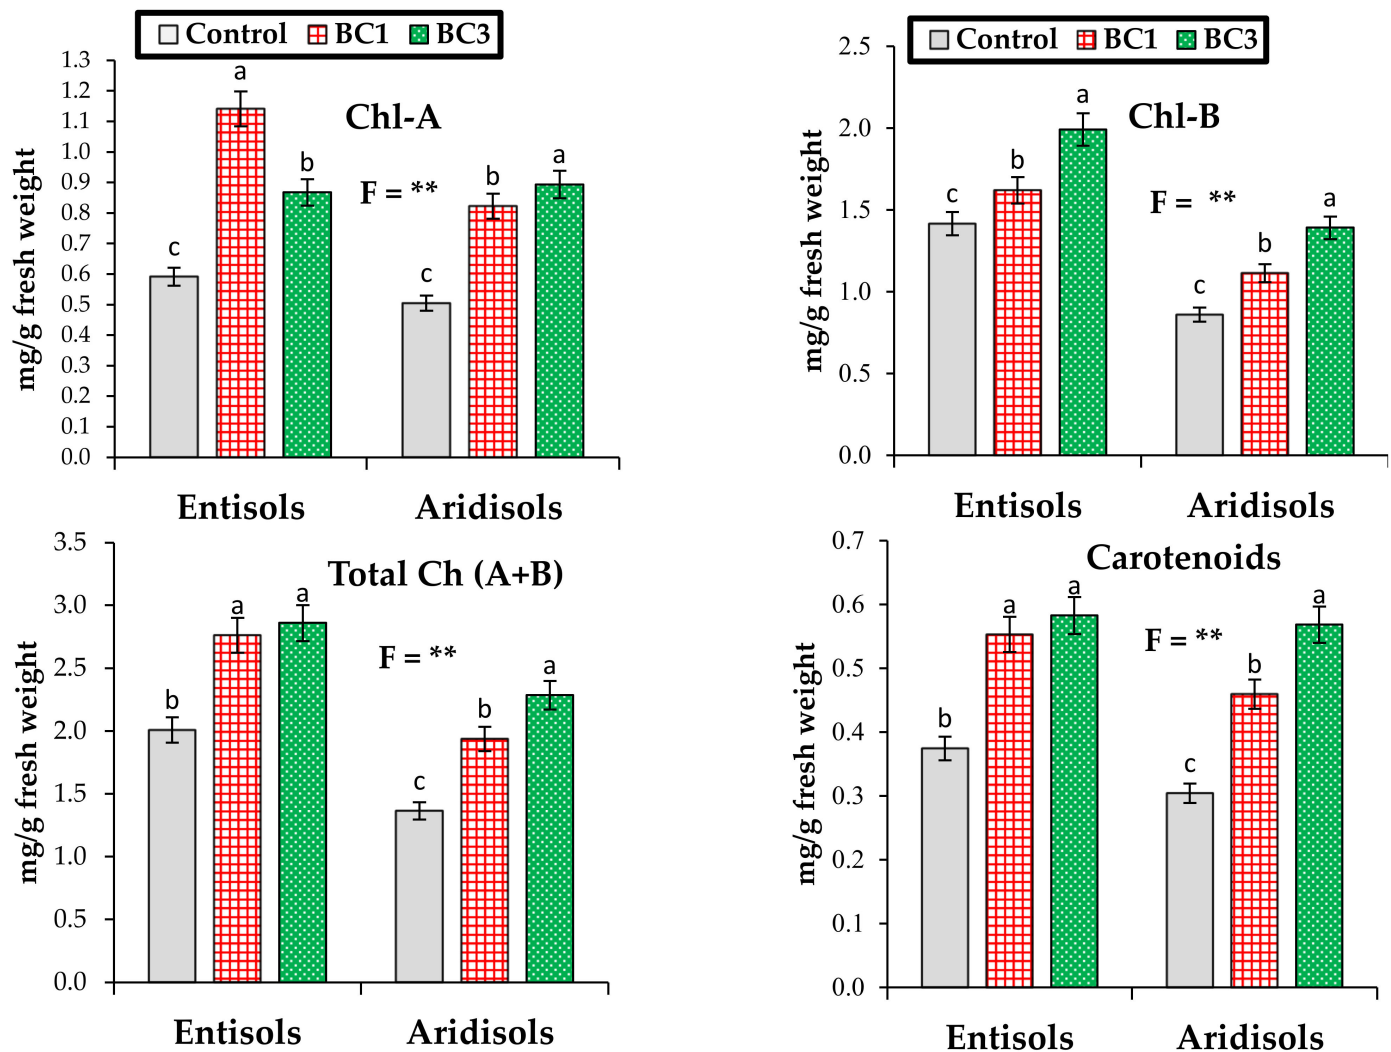 Control BC1 BC3
Chl-A
mg/g fresh weight
1.3
1.2
1.1
1.0
0.9
0.8
0.7
0.6
0.5
0.4
0.3
0.2
0.1
0.0
c a b
F = **
c b a
Entisols Aridisols
Control BC1 BC3
Chl-B
mg/g fresh weight
2.5
2.0
1.5
1.0
0.5
0.0
c b a
F = **
c b a
Entisols Aridisols
Total Ch (A+B)
mg/g fresh weight
3.5
3.0
2.5
2.0
1.5
1.0
0.5
0.0
b a a
F = **
c b a
Entisols Aridisols
Carotenoids
mg/g fresh weight
0.7
0.6
0.5
0.4
0.3
0.2
0.1
0.0
b a a
F = **
c b a
Entisols Aridisols